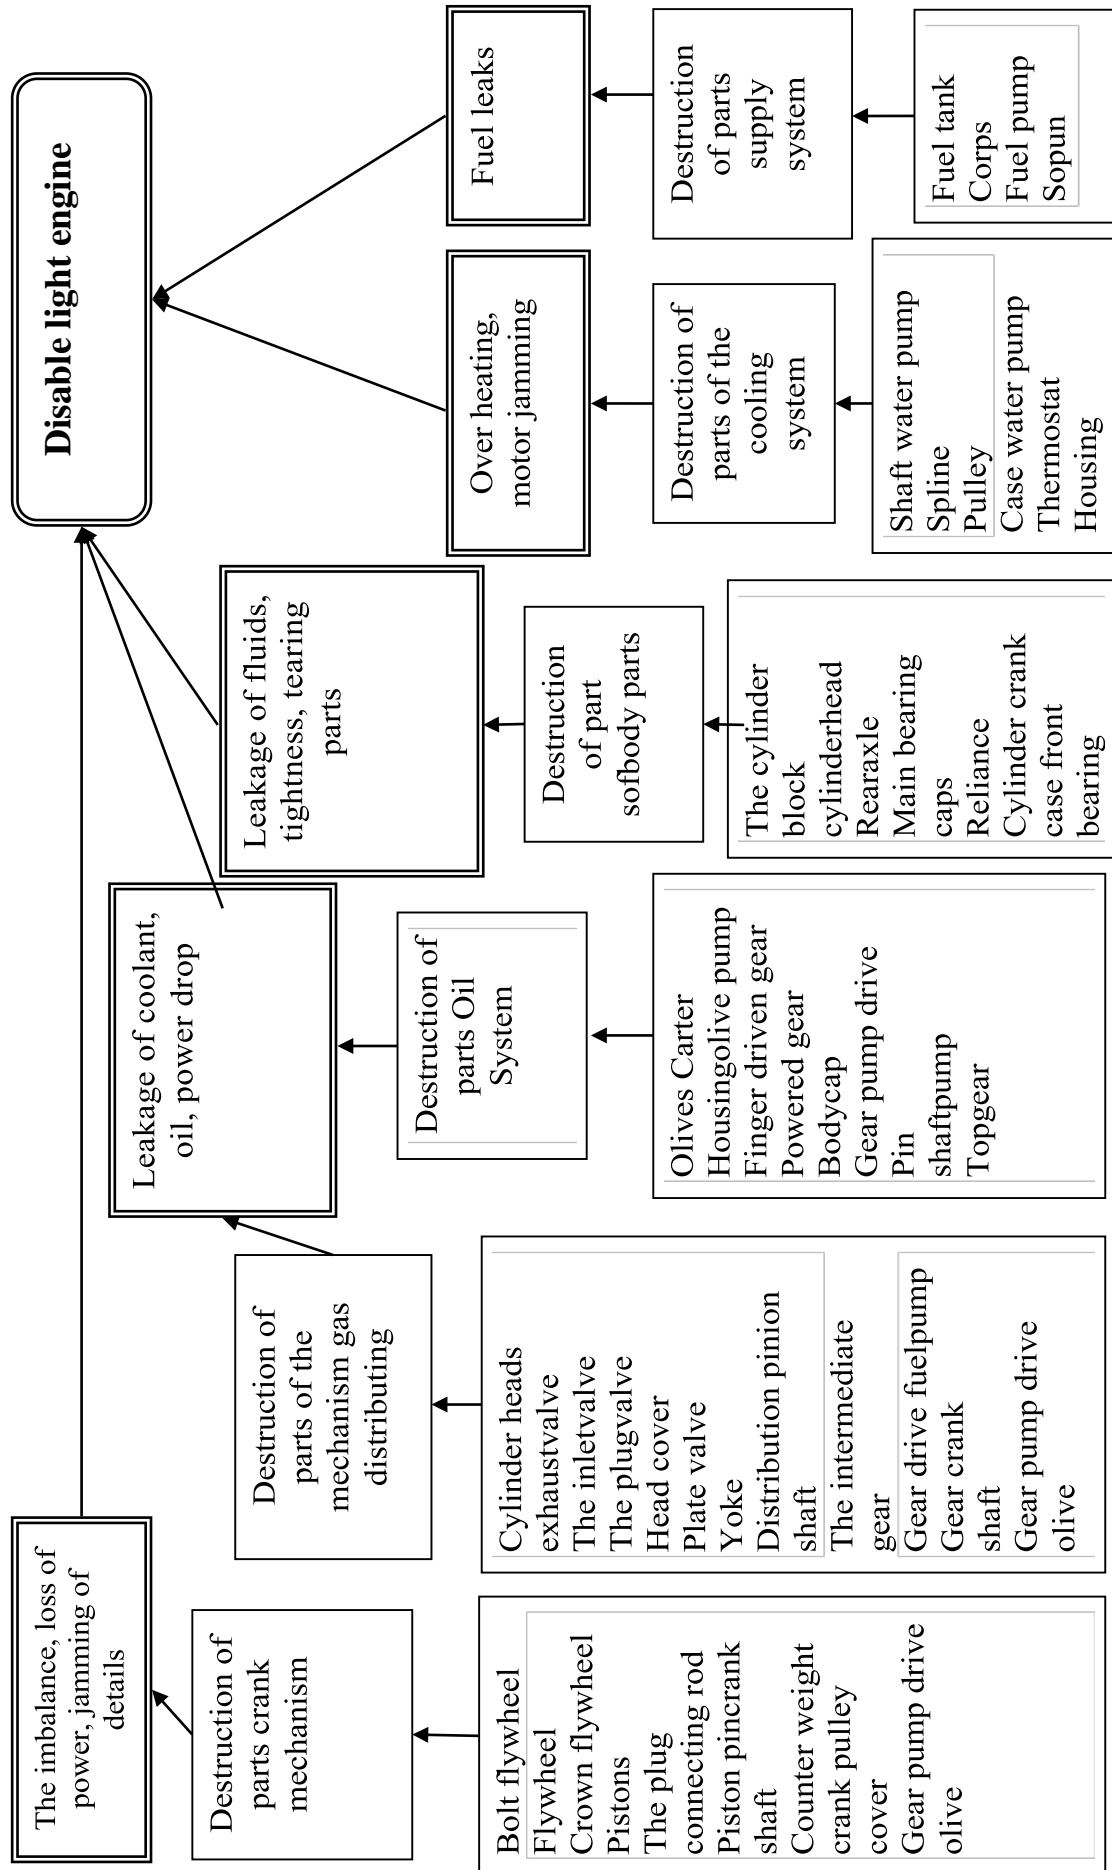 Disable light engine
The imbalance, loss of
power, jamming of
details
Leakage of coolant,
oil, power drop
Leakage of fluids,
tightness, tearing
parts
Over heating,
motor jamming
Fuel leaks
Destruction of
parts crank
mechanism
Destruction of
parts of the
mechanism gas
distributing
Destruction of
parts Oil
System
Destruction
of part
sofbody parts
Destruction of
parts of the
cooling
system
Destruction
of parts
supply
system
Bolt flywheel
Flywheel
Crown flywheel
Pistons
The plug
connecting rod
Piston pincrank
shaft
Counter weight
crank pulley
cover
Gear pump drive
olive
Cylinder heads
exhaustvalve
The inletvalve
The plugvalve
Head cover
Plate valve
Yoke
Distribution pinion
shaft
The intermediate
gear
Gear drive fuelpump
Gear crank
shaft
Gear pump drive
olive
Olives Carter
Housingolive pump
Finger driven gear
Powered gear
Bodycap
Gear pump drive
Pin
shaftpump
Topgear
The cylinder
block
cylinderhead
Rearaxle
Main bearing
caps
Reliance
Cylinder crank
case front
bearing
Shaft water pump
Spline
Pulley
Case water pump
Thermostat
Housing
Fuel tank
Corps
Fuel pump
Sopun